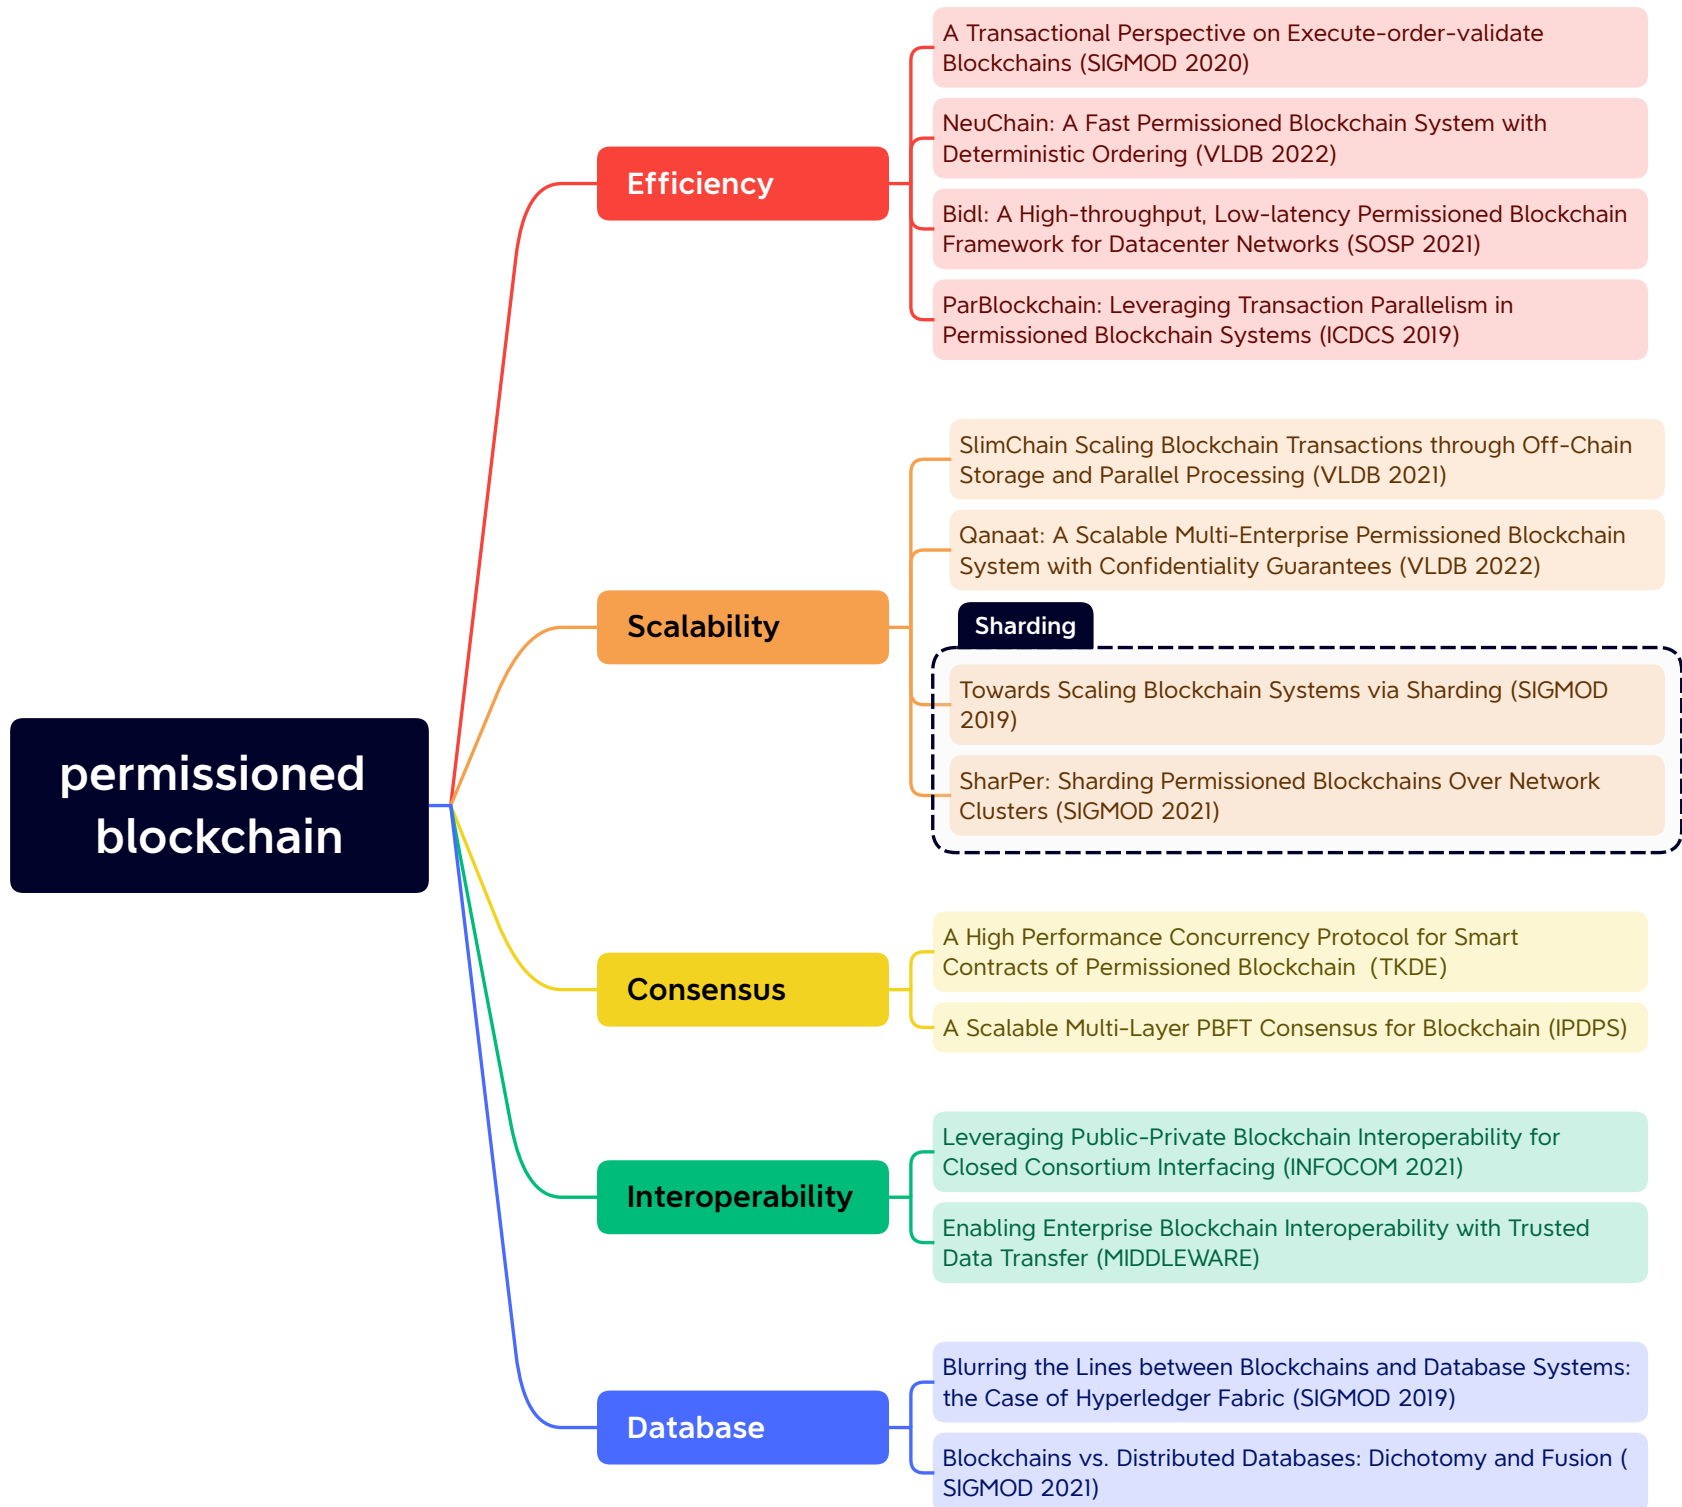 permissioned
blockchain
Efficiency
A Transactional Perspective on Execute-order-validate
Blockchains (SIGMOD 2020)
NeuChain: A Fast Permissioned Blockchain System with
Deterministic Ordering (VLDB 2022)
Bidl: A High-throughput, Low-latency Permissioned Blockchain
Framework for Datacenter Networks (SOSP 2021)
ParBlockchain: Leveraging Transaction Parallelism in
Permissioned Blockchain Systems (ICDCS 2019)
Scalability
SlimChain Scaling Blockchain Transactions through Off-Chain
Storage and Parallel Processing (VLDB 2021)
Qanaat: A Scalable Multi-Enterprise Permissioned Blockchain
System with Confidentiality Guarantees (VLDB 2022)
Sharding
Towards Scaling Blockchain Systems via Sharding (SIGMOD
2019)
SharPer: Sharding Permissioned Blockchains Over Network
Clusters (SIGMOD 2021)
Consensus
A High Performance Concurrency Protocol for Smart
Contracts of Permissioned Blockchain  (TKDE)
A Scalable Multi-Layer PBFT Consensus for Blockchain (IPDPS)
Interoperability
Leveraging Public-Private Blockchain Interoperability for
Closed Consortium Interfacing (INFOCOM 2021)
Enabling Enterprise Blockchain Interoperability with Trusted
Data Transfer (MIDDLEWARE)
Database
Blurring the Lines between Blockchains and Database Systems:
the Case of Hyperledger Fabric (SIGMOD 2019)
Blockchains vs. Distributed Databases: Dichotomy and Fusion (
SIGMOD 2021)